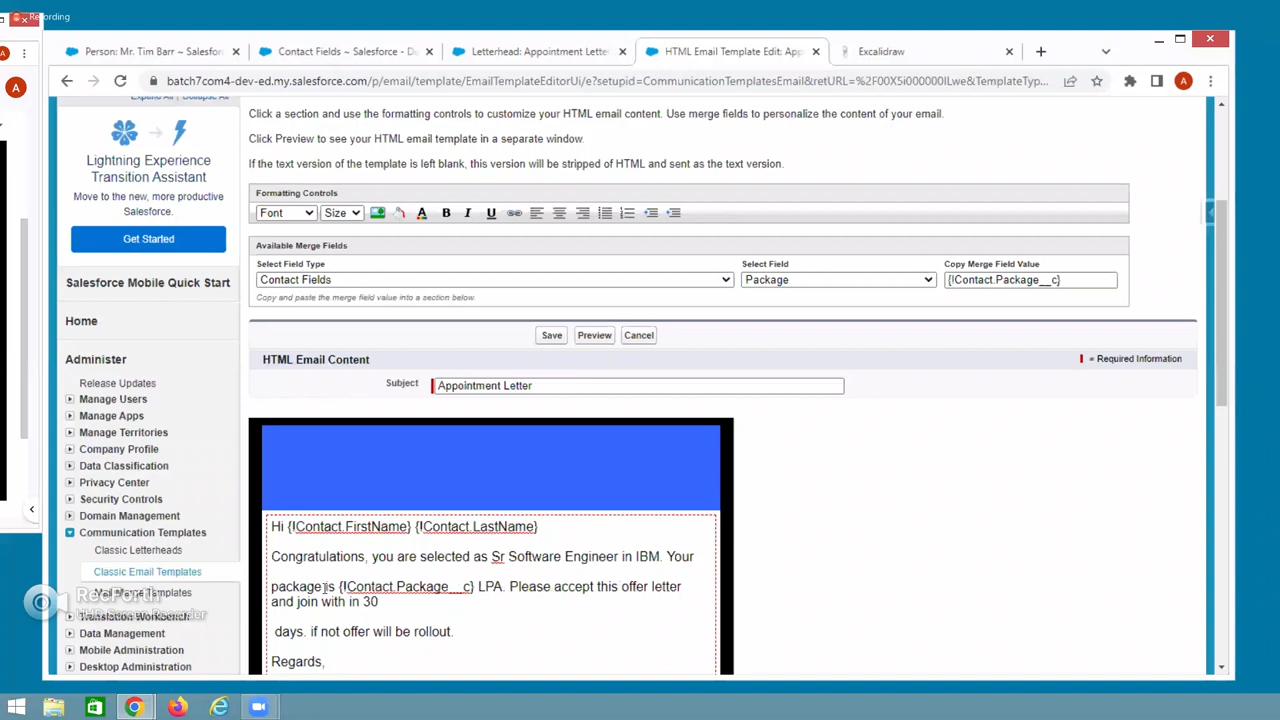 Recording
Person: Mr. Tim Barr ~ Salesfor
Contact Fields ~ Salesforce - De
Letterhead: Appointment Lette
HTML Email Template Edit: App
Excalidraw
batch7com4-dev-ed.my.salesforce.com/p/email/template/EmailTemplateEditorUi/e?setupid=CommunicationTemplatesEmail&retURL=%2F00X5i000000ILwe&TemplateTyp...
A
A
Expand All | Collapse All
Lightning Experience
Transition Assistant
Move to the new, more productive
Salesforce.
Get Started
Salesforce Mobile Quick Start
Home
Administer
Release Updates
Manage Users
Manage Apps
Manage Territories
Company Profile
Data Classification
Privacy Center
Security Controls
Domain Management
Communication Templates
Classic Letterheads
Classic Email Templates
Mail Merge Templates
Translation Workbench
Data Management
Mobile Administration
Desktop Administration
RecForth
Click a section and use the formatting controls to customize your HTML email content. Use merge fields to personalize the content of your email.
Click Preview to see your HTML email template in a separate window.
If the text version of the template is left blank, this version will be stripped of HTML and sent as the text version.
Formatting Controls
Font Size A B I U
Available Merge Fields
Select Field Type Select Field Copy Merge Field Value
Contact Fields Package {!Contact.Package__c}
Copy and paste the merge field value into a section below.
Save Preview Cancel
HTML Email Content = Required Information
Subject Appointment Letter
Hi {!Contact.FirstName} {!Contact.LastName}
Congratulations, you are selected as Sr Software Engineer in IBM. Your
package is {!Contact.Package__c} LPA. Please accept this offer letter
and join with in 30
days. if not offer will be rollout.
Regards,